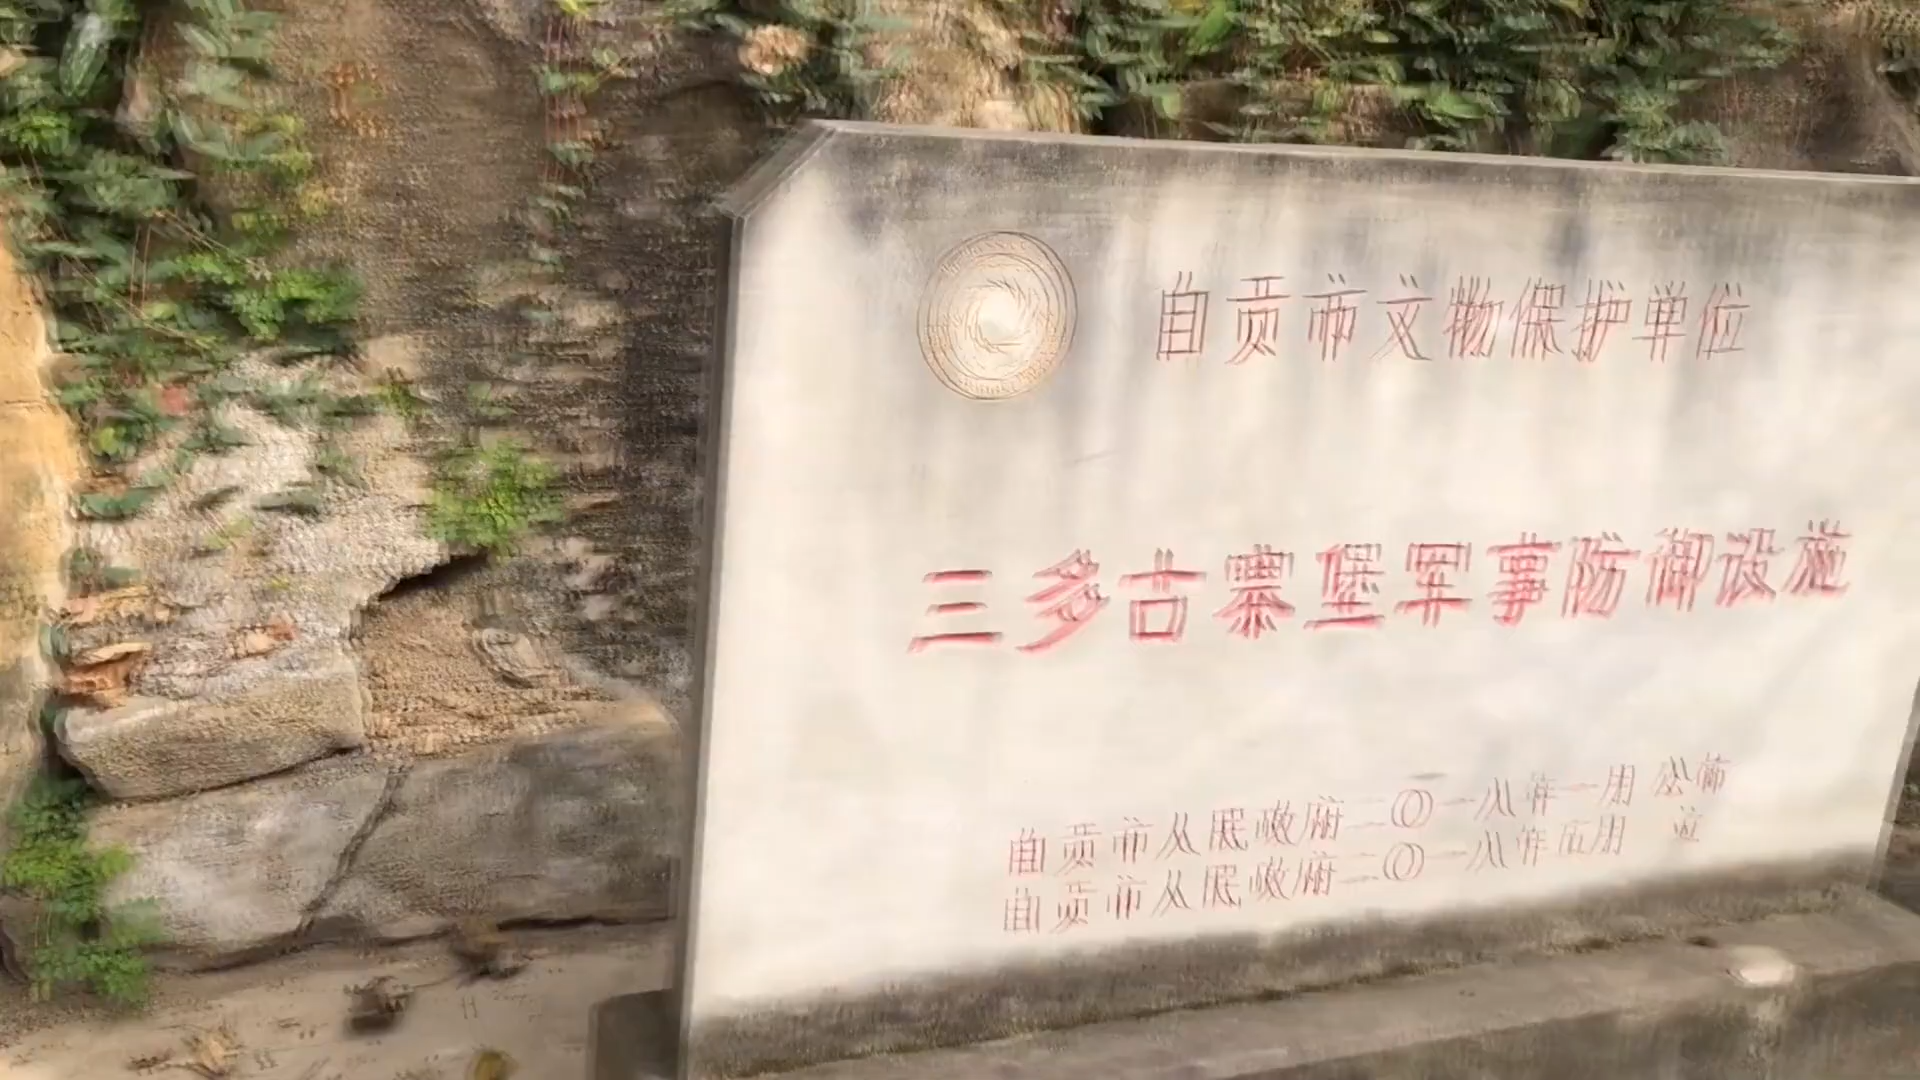 自贡市文物保护单位
三多古寨堡军事防御设施
自贡市人民政府二〇一八年一月 公布
自贡市人民政府二〇一八年五月 立